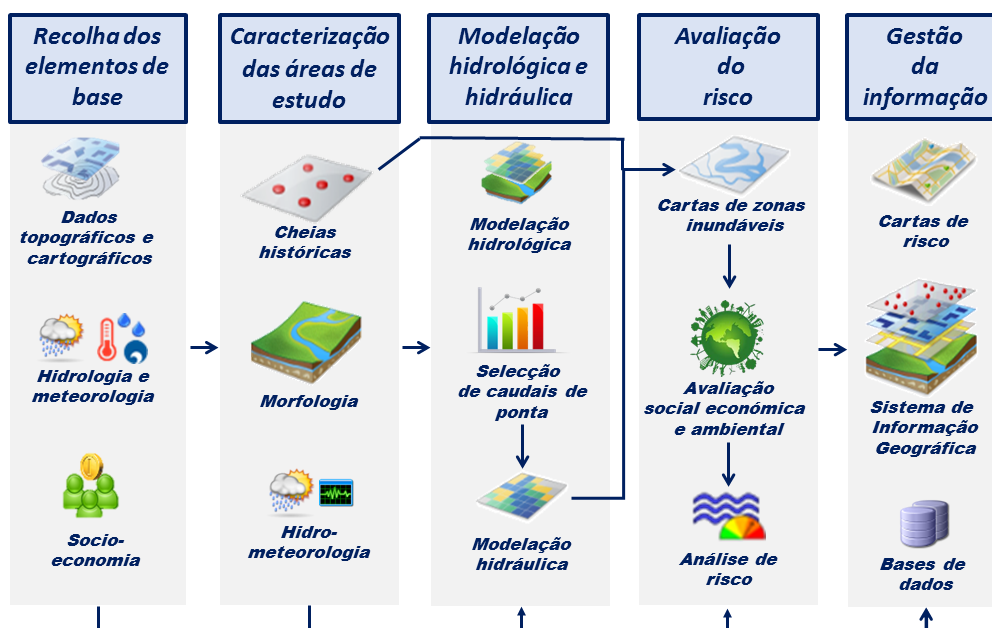 Recolha dos
elementos de
base
Caracterização
das áreas de
estudo
Modelação
hidrológica e
hidráulica
Avaliação
do
risco
Gestão
da
informação
Dados
topográficos e
cartográficos
Hidrologia e
meteorologia
Socio-
economia
Cheias
históricas
Morfologia
Hidro-
meteorologia
Modelação
hidrológica
Selecção
de caudais de
ponta
Modelação
hidráulica
Cartas de zonas
inundáveis
Avaliação
social económica
e ambiental
Análise de
risco
Cartas de
risco
Sistema de
Informação
Geográfica
Bases de
dados